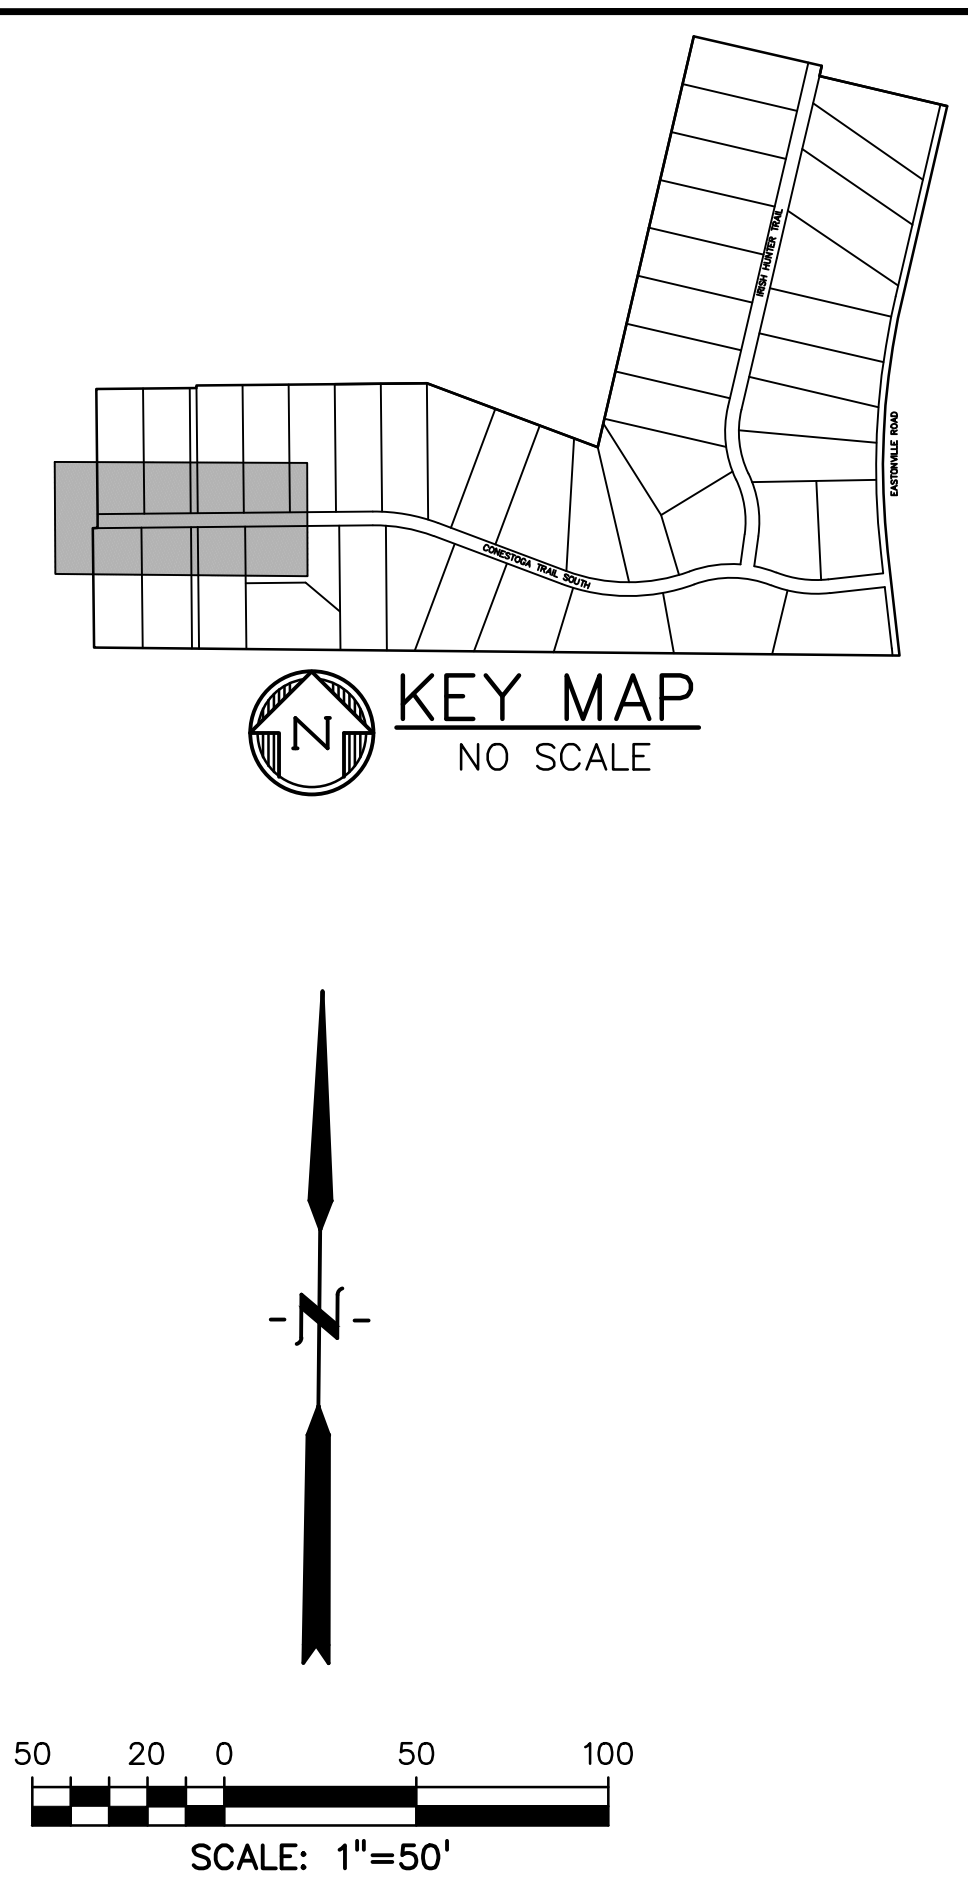 IRISH HUNTER TRAIL
EASTONVILLE ROAD
CONESTOGA TRAIL SOUTH
N
KEY MAP
NO SCALE
-N-
50 20 0 50 100
SCALE: 1"=50'